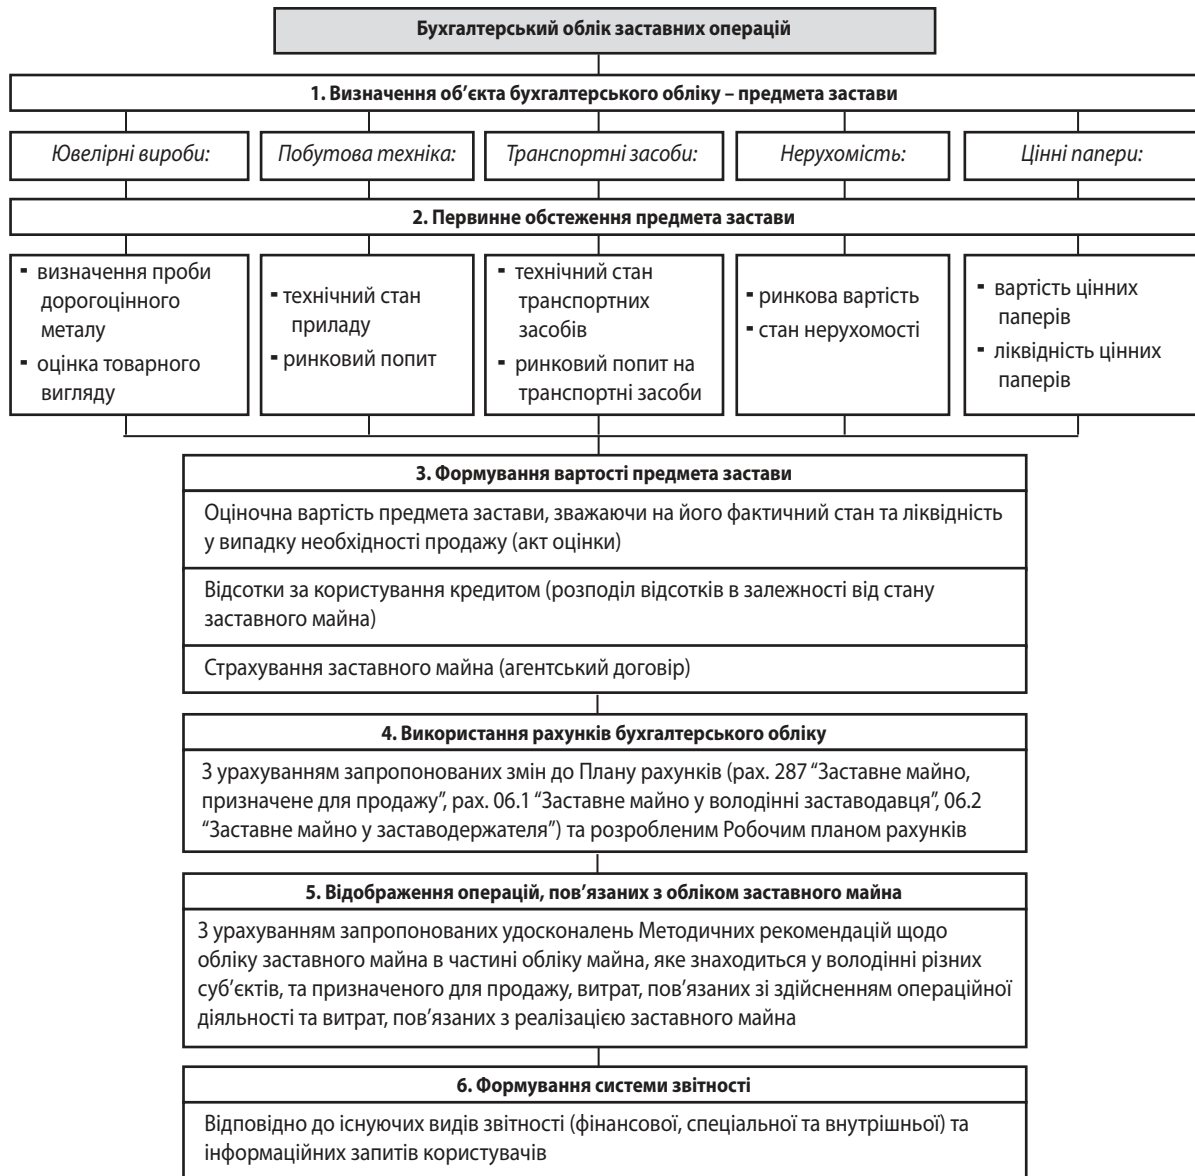 Бухгалтерський облік заставних операцій
1. Визначення об’єкта бухгалтерського обліку – предмета застави
Ювелірні вироби:
Побутова техніка:
Транспортні засоби:
Нерухомість:
Цінні папери:
2. Первинне обстеження предмета застави
- визначення проби
дорогоцінного
металу
- оцінка товарного
вигляду
- технічний стан
приладу
- ринковий попит
- технічний стан
транспортних
засобів
- ринковий попит на
транспортні засоби
- ринкова вартість
- стан нерухомості
- вартість цінних
паперів
- ліквідність цінних
паперів
3. Формування вартості предмета застави
Оціночна вартість предмета застави, зважаючи на його фактичний стан та ліквідність
у випадку необхідності продажу (акт оцінки)
Відсотки за користування кредитом (розподіл відсотків в залежності від стану
заставного майна)
Страхування заставного майна (агентський договір)
4. Використання рахунків бухгалтерського обліку
З урахуванням запропонованих змін до Плану рахунків (рах. 287 “Заставне майно,
призначене для продажу”, рах. 06.1 “Заставне майно у володінні заставодавця”, 06.2
“Заставне майно у заставодержателя”) та розробленим Робочим планом рахунків
5. Відображення операцій, пов’язаних з обліком заставного майна
З урахуванням запропонованих удосконалень Методичних рекомендацій щодо
обліку заставного майна в частині обліку майна, яке знаходиться у володінні різних
суб’єктів, та призначеного для продажу, витрат, пов’язаних зі здійсненням операційної
діяльності та витрат, пов’язаних з реалізацією заставного майна
6. Формування системи звітності
Відповідно до існуючих видів звітності (фінансової, спеціальної та внутрішньої) та
інформаційних запитів користувачів